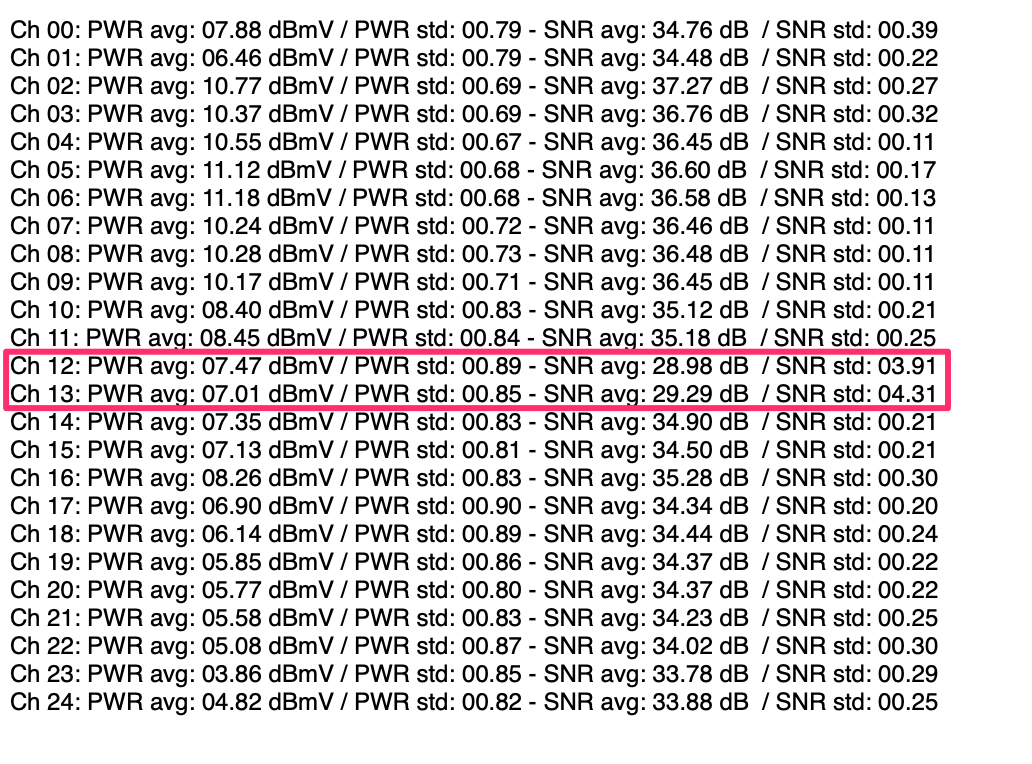 Ch 00: PWR avg: 07.88 dBmV / PWR std: 00.79 - SNR avg: 34.76 dB  / SNR std: 00.39
Ch 01: PWR avg: 06.46 dBmV / PWR std: 00.79 - SNR avg: 34.48 dB  / SNR std: 00.22
Ch 02: PWR avg: 10.77 dBmV / PWR std: 00.69 - SNR avg: 37.27 dB  / SNR std: 00.27
Ch 03: PWR avg: 10.37 dBmV / PWR std: 00.69 - SNR avg: 36.76 dB  / SNR std: 00.32
Ch 04: PWR avg: 10.55 dBmV / PWR std: 00.67 - SNR avg: 36.45 dB  / SNR std: 00.11
Ch 05: PWR avg: 11.12 dBmV / PWR std: 00.68 - SNR avg: 36.60 dB  / SNR std: 00.17
Ch 06: PWR avg: 11.18 dBmV / PWR std: 00.68 - SNR avg: 36.58 dB  / SNR std: 00.13
Ch 07: PWR avg: 10.24 dBmV / PWR std: 00.72 - SNR avg: 36.46 dB  / SNR std: 00.11
Ch 08: PWR avg: 10.28 dBmV / PWR std: 00.73 - SNR avg: 36.48 dB  / SNR std: 00.11
Ch 09: PWR avg: 10.17 dBmV / PWR std: 00.71 - SNR avg: 36.45 dB  / SNR std: 00.11
Ch 10: PWR avg: 08.40 dBmV / PWR std: 00.83 - SNR avg: 35.12 dB  / SNR std: 00.21
Ch 11: PWR avg: 08.45 dBmV / PWR std: 00.84 - SNR avg: 35.18 dB  / SNR std: 00.25
Ch 12: PWR avg: 07.47 dBmV / PWR std: 00.89 - SNR avg: 28.98 dB  / SNR std: 03.91
Ch 13: PWR avg: 07.01 dBmV / PWR std: 00.85 - SNR avg: 29.29 dB  / SNR std: 04.31
Ch 14: PWR avg: 07.35 dBmV / PWR std: 00.83 - SNR avg: 34.90 dB  / SNR std: 00.21
Ch 15: PWR avg: 07.13 dBmV / PWR std: 00.81 - SNR avg: 34.50 dB  / SNR std: 00.21
Ch 16: PWR avg: 08.26 dBmV / PWR std: 00.83 - SNR avg: 35.28 dB  / SNR std: 00.30
Ch 17: PWR avg: 06.90 dBmV / PWR std: 00.90 - SNR avg: 34.34 dB  / SNR std: 00.20
Ch 18: PWR avg: 06.14 dBmV / PWR std: 00.89 - SNR avg: 34.44 dB  / SNR std: 00.24
Ch 19: PWR avg: 05.85 dBmV / PWR std: 00.86 - SNR avg: 34.37 dB  / SNR std: 00.22
Ch 20: PWR avg: 05.77 dBmV / PWR std: 00.80 - SNR avg: 34.37 dB  / SNR std: 00.22
Ch 21: PWR avg: 05.58 dBmV / PWR std: 00.83 - SNR avg: 34.23 dB  / SNR std: 00.25
Ch 22: PWR avg: 05.08 dBmV / PWR std: 00.87 - SNR avg: 34.02 dB  / SNR std: 00.30
Ch 23: PWR avg: 03.86 dBmV / PWR std: 00.85 - SNR avg: 33.78 dB  / SNR std: 00.29
Ch 24: PWR avg: 04.82 dBmV / PWR std: 00.82 - SNR avg: 33.88 dB  / SNR std: 00.25